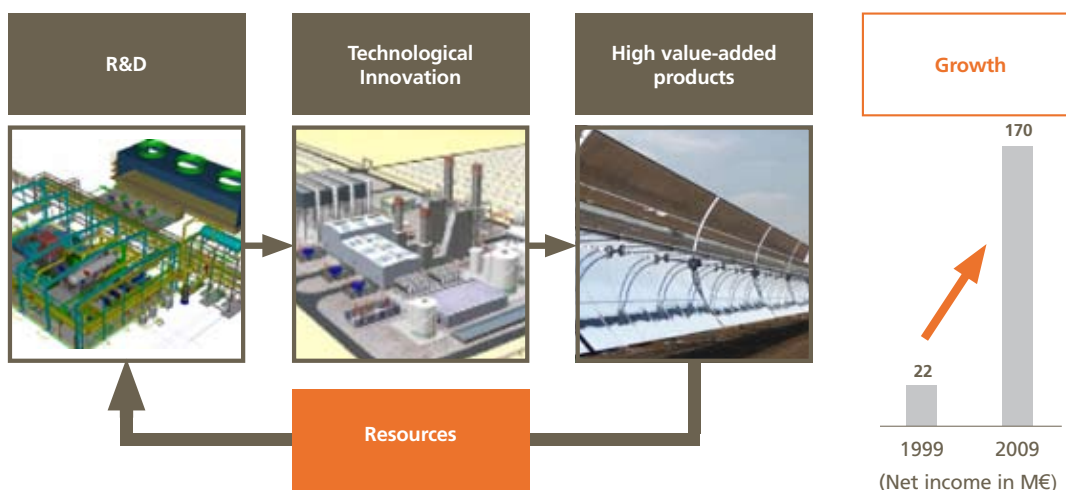 R&D
Technological
Innovation
High value-added
products
Growth
170
22
Resources
1999 2009
(Net income in M€)